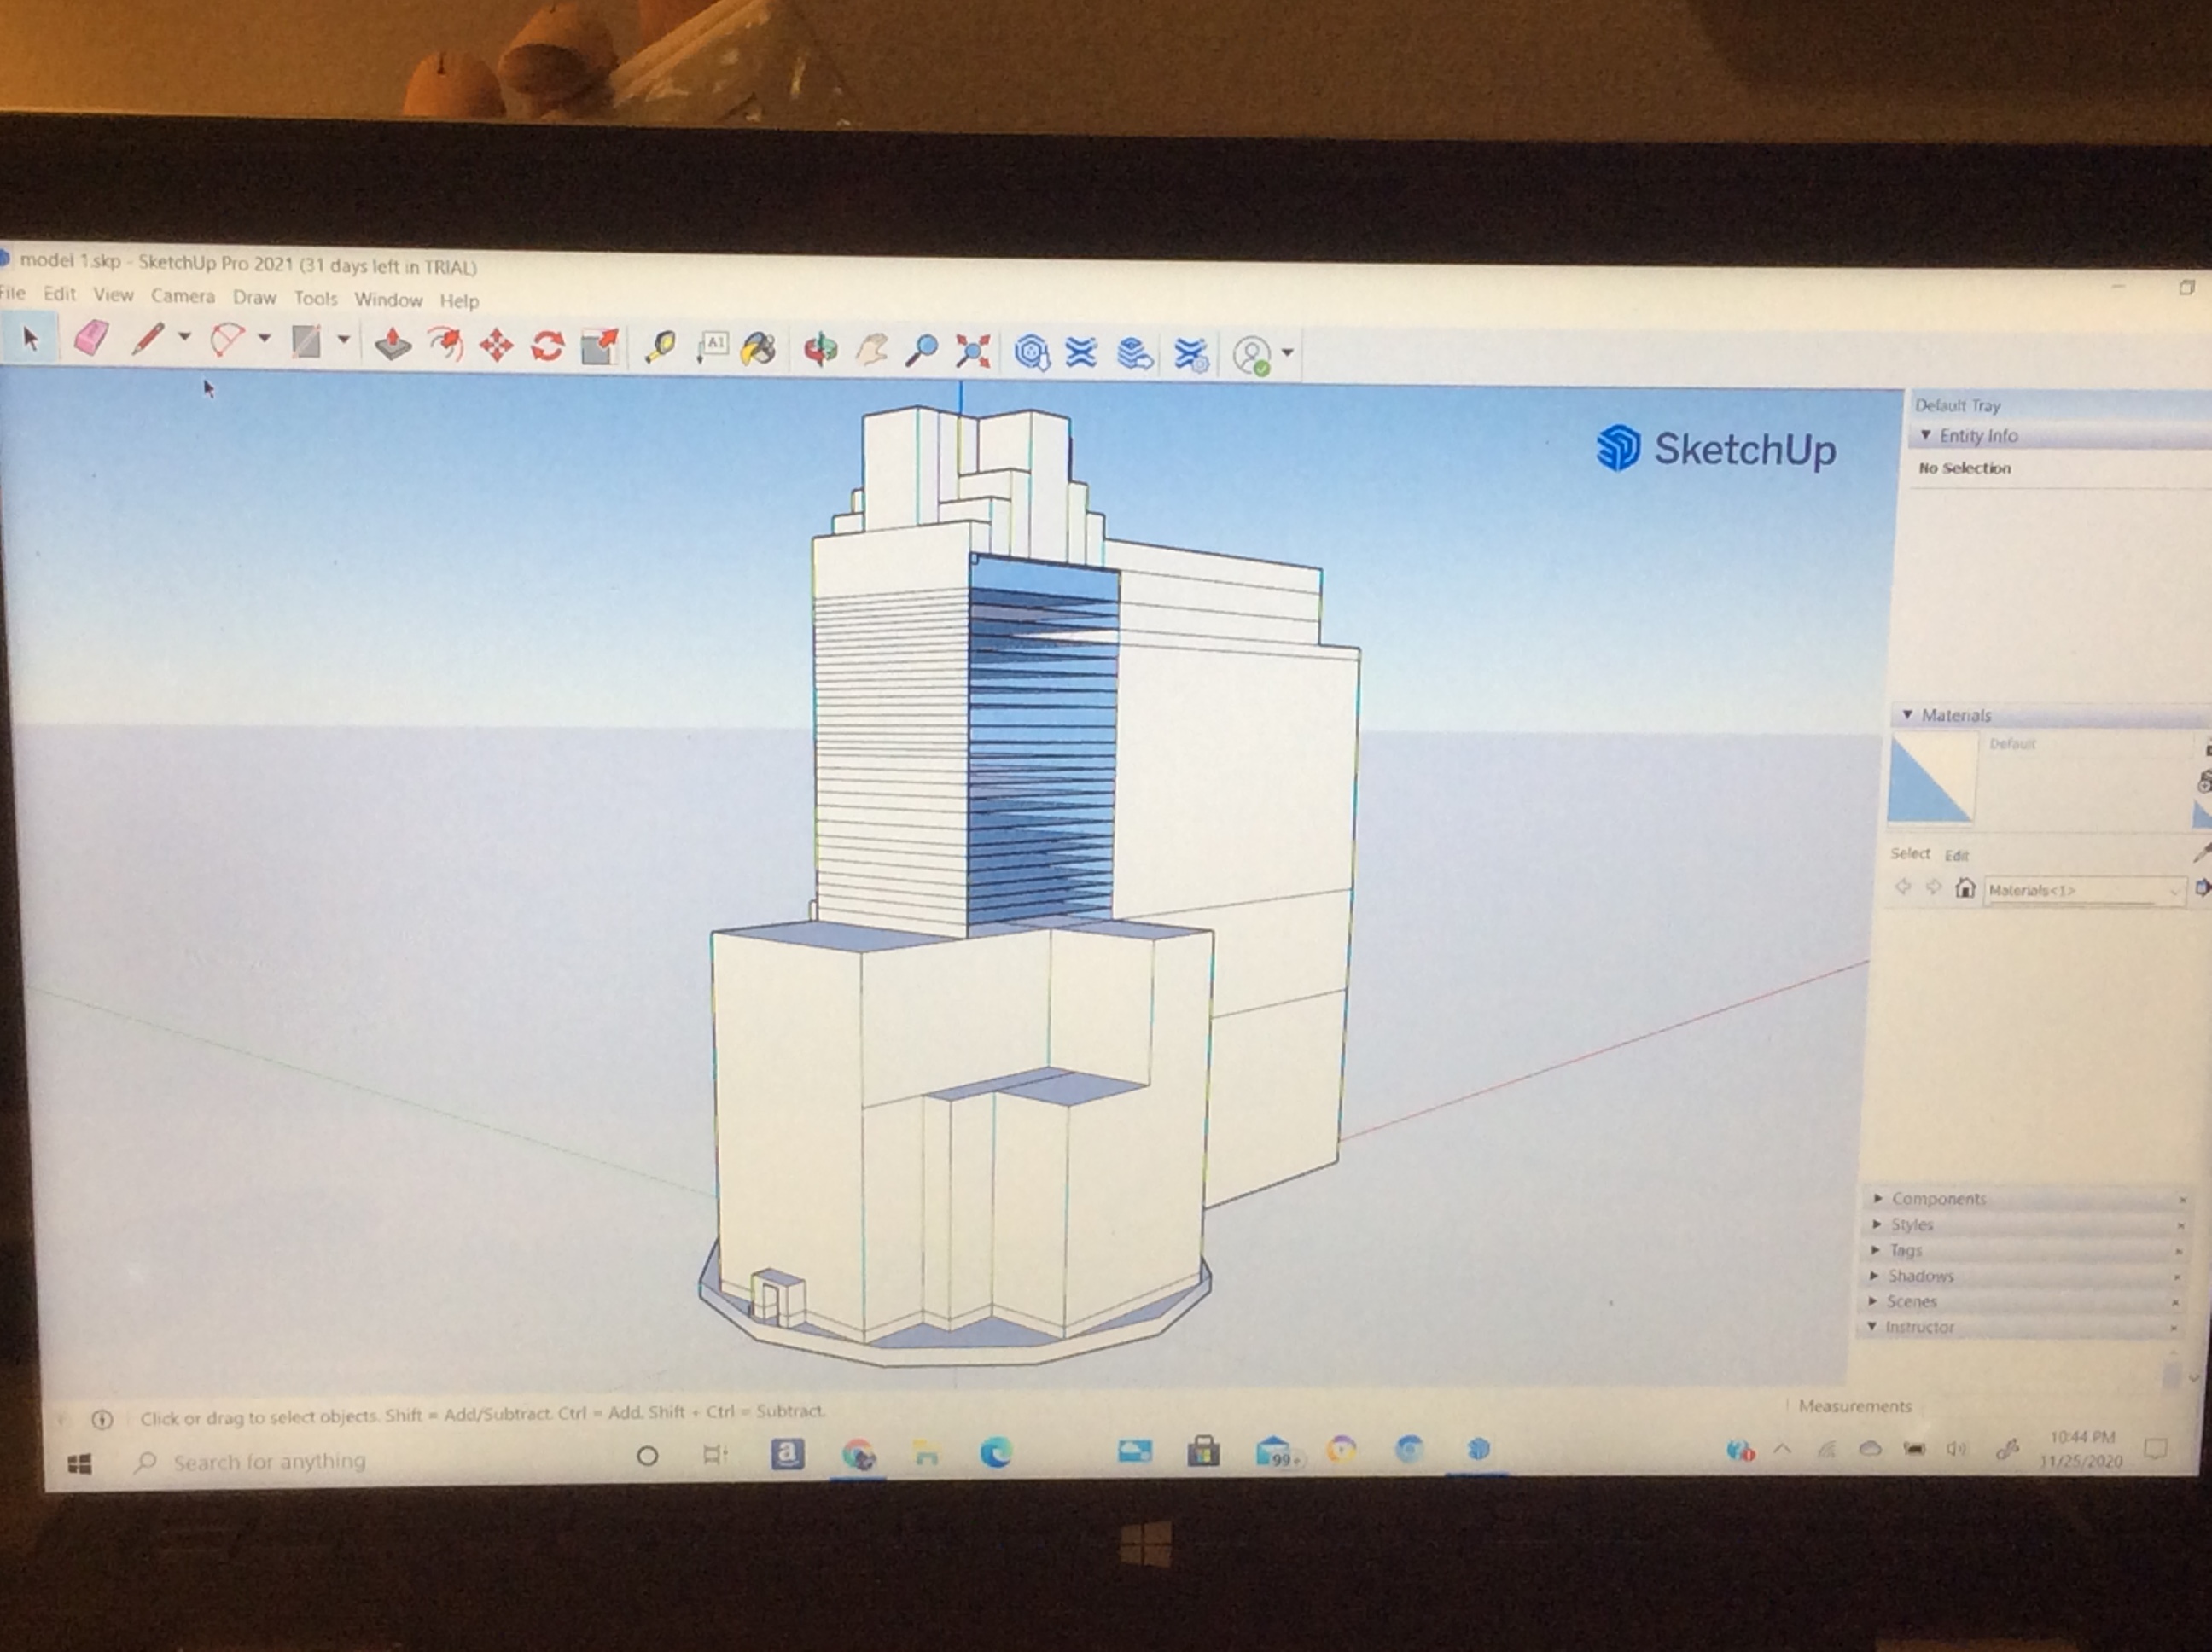 model 1.skp - SketchUp Pro 2021 (31 days left in TRIAL)
File Edit View Camera Draw Tools Window Help
A1
SketchUp
Default Tray
Entity Info
No Selection
Materials
Default
Select Edit
Materials<1>
Components
Styles
Tags
Shadows
Scenes
Instructor
Click or drag to select objects. Shift = Add/Subtract. Ctrl = Add. Shift + Ctrl = Subtract.
Measurements
Search for anything
a
99+
10:44 PM
11/25/2020